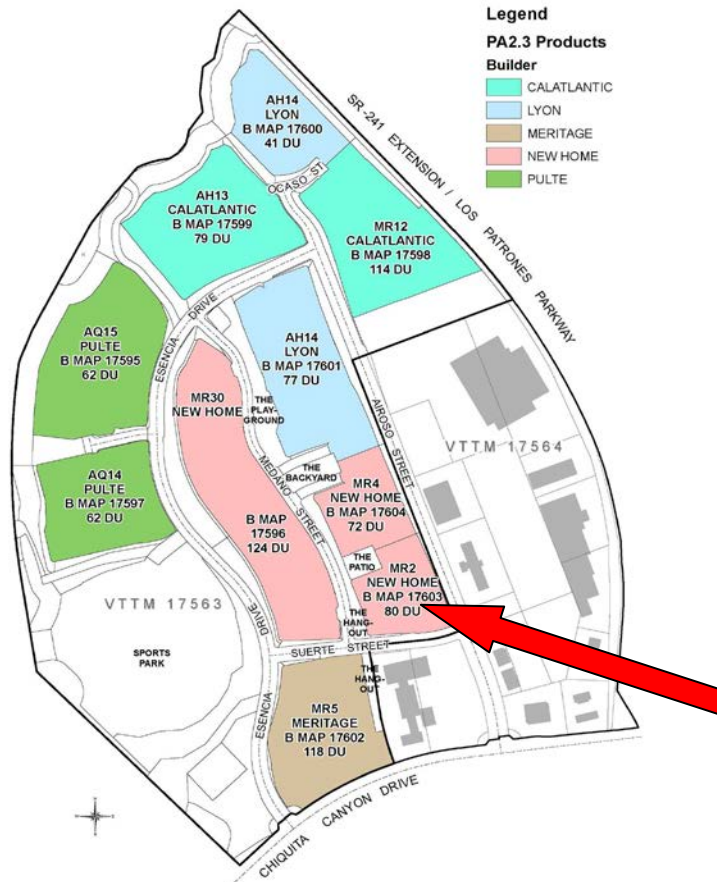 Legend
PA2.3 Products
Builder
CALATLANTIC
LYON
MERITAGE
NEW HOME
PULTE
SR-241 EXTENSION / LOS PATRONES PARKWAY
AH14
LYON
B MAP 17600
41 DU
OCASO ST
AH13
CALATLANTIC
B MAP 17599
79 DU
MR12
CALATLANTIC
B MAP 17598
114 DU
ESENCIA DRIVE
AQ15
PULTE
B MAP 17595
62 DU
AH14
LYON
B MAP 17601
77 DU
MR30
NEW HOME
THE
PLAY-
GROUND
AIROSO STREET
VTTM 17564
MEDANO STREET
THE
BACKYARD
AQ14
PULTE
B MAP 17597
62 DU
MR4
NEW HOME
B MAP 17604
72 DU
B MAP
17596
124 DU
THE
PATIO
MR2
NEW HOME
B MAP 17603
80 DU
VTTM 17563
THE
HANG-
OUT
SPORTS
PARK
SUERTE STREET
ESENCIA DRIVE
THE
HANG-
OUT
MR5
MERITAGE
B MAP 17602
118 DU
CHIQUITA CANYON DRIVE